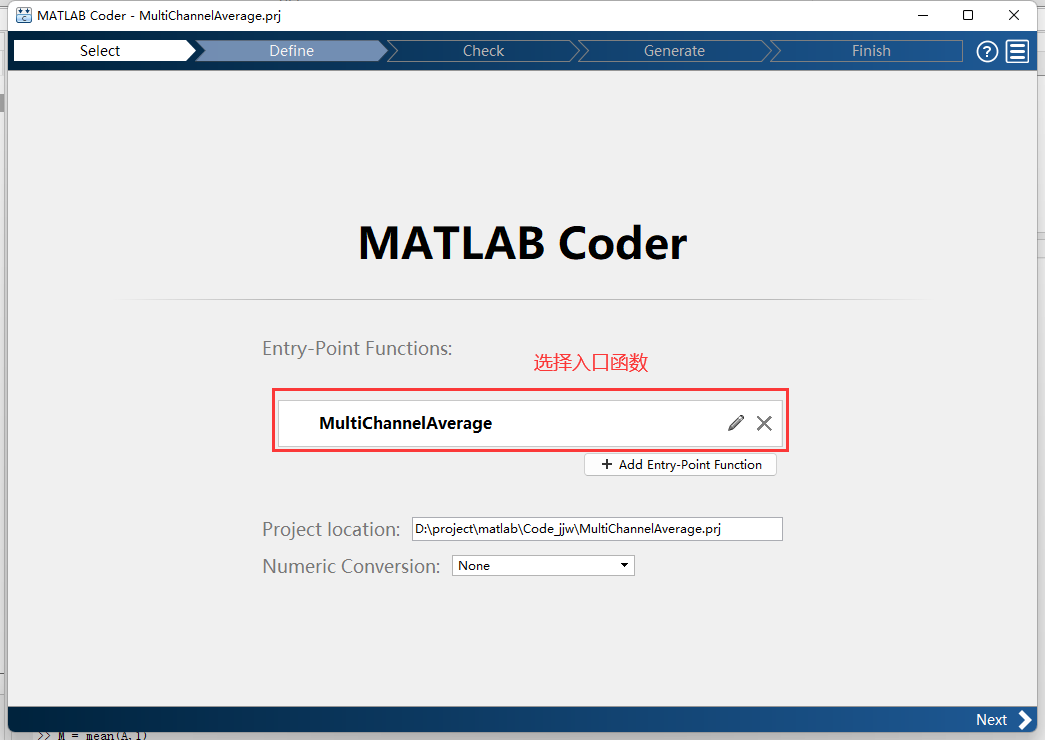 MATLAB Coder - MultiChannelAverage.prj
Select
Define
Check
Generate
Finish
?
MATLAB Coder
Entry-Point Functions:
选择入口函数
MultiChannelAverage
+ Add Entry-Point Function
Project location:
D:\project\matlab\Code_jjw\MultiChannelAverage.prj
Numeric Conversion:
None
Next
>> M = mean(A,1)